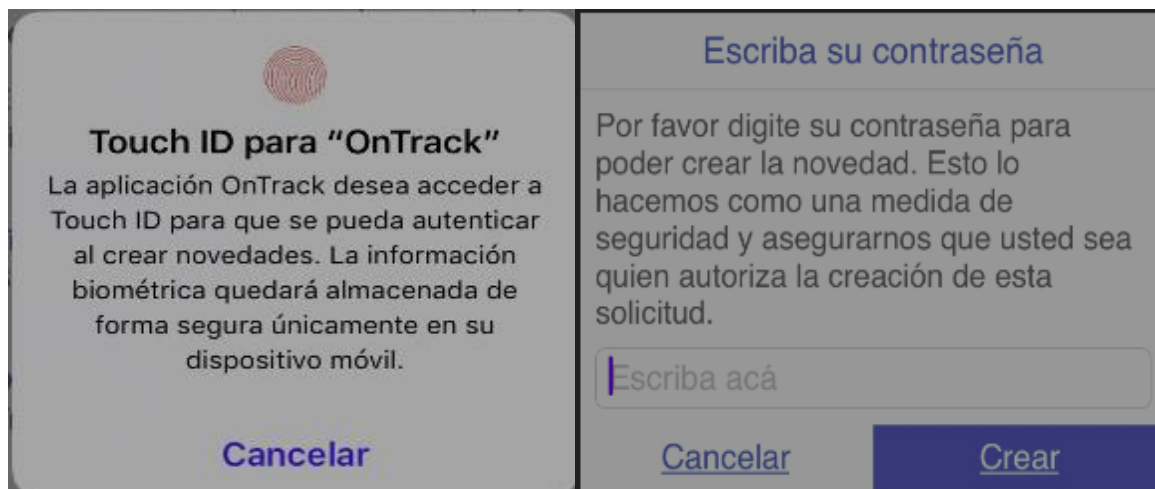 Touch ID para “OnTrack”
La aplicación OnTrack desea acceder a
Touch ID para que se pueda autenticar
al crear novedades. La información
biométrica quedará almacenada de
forma segura únicamente en su
dispositivo móvil.
Cancelar
Escriba su contraseña
Por favor digite su contraseña para
poder crear la novedad. Esto lo
hacemos como una medida de
seguridad y asegurarnos que usted sea
quien autoriza la creación de esta
solicitud.
Escriba acá
Cancelar
Crear